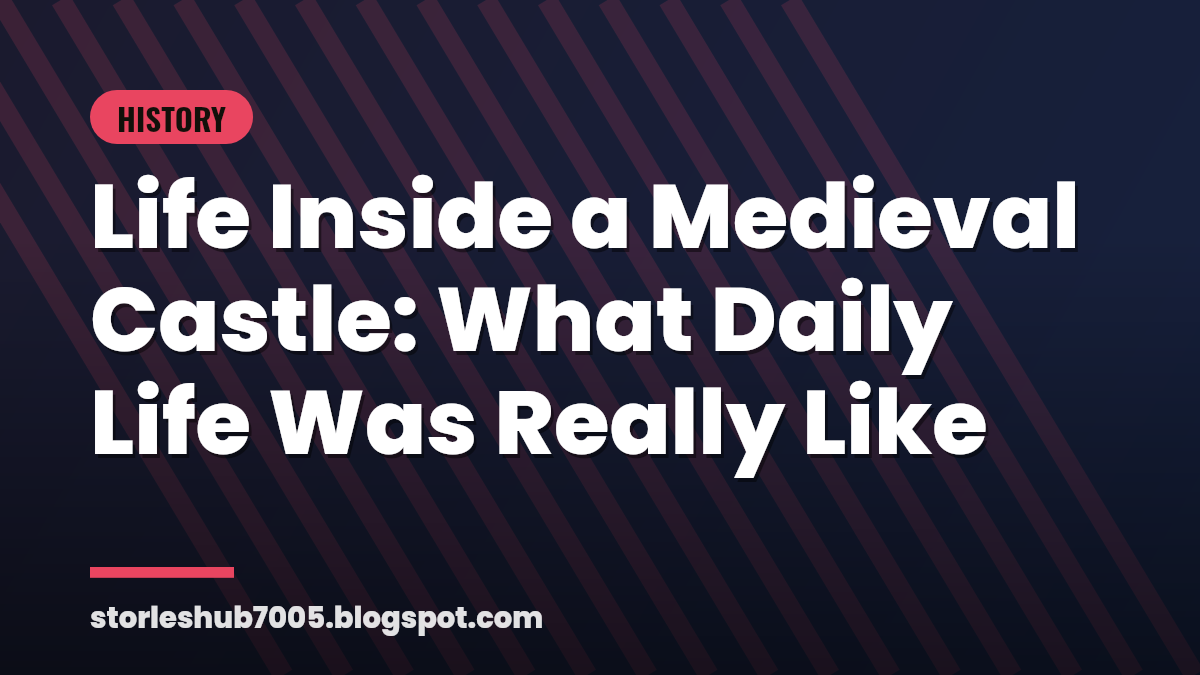 HISTORY
Life Inside a Medieval
Castle: What Daily
Life Was Really Like
storleshub7005.blogspot.com